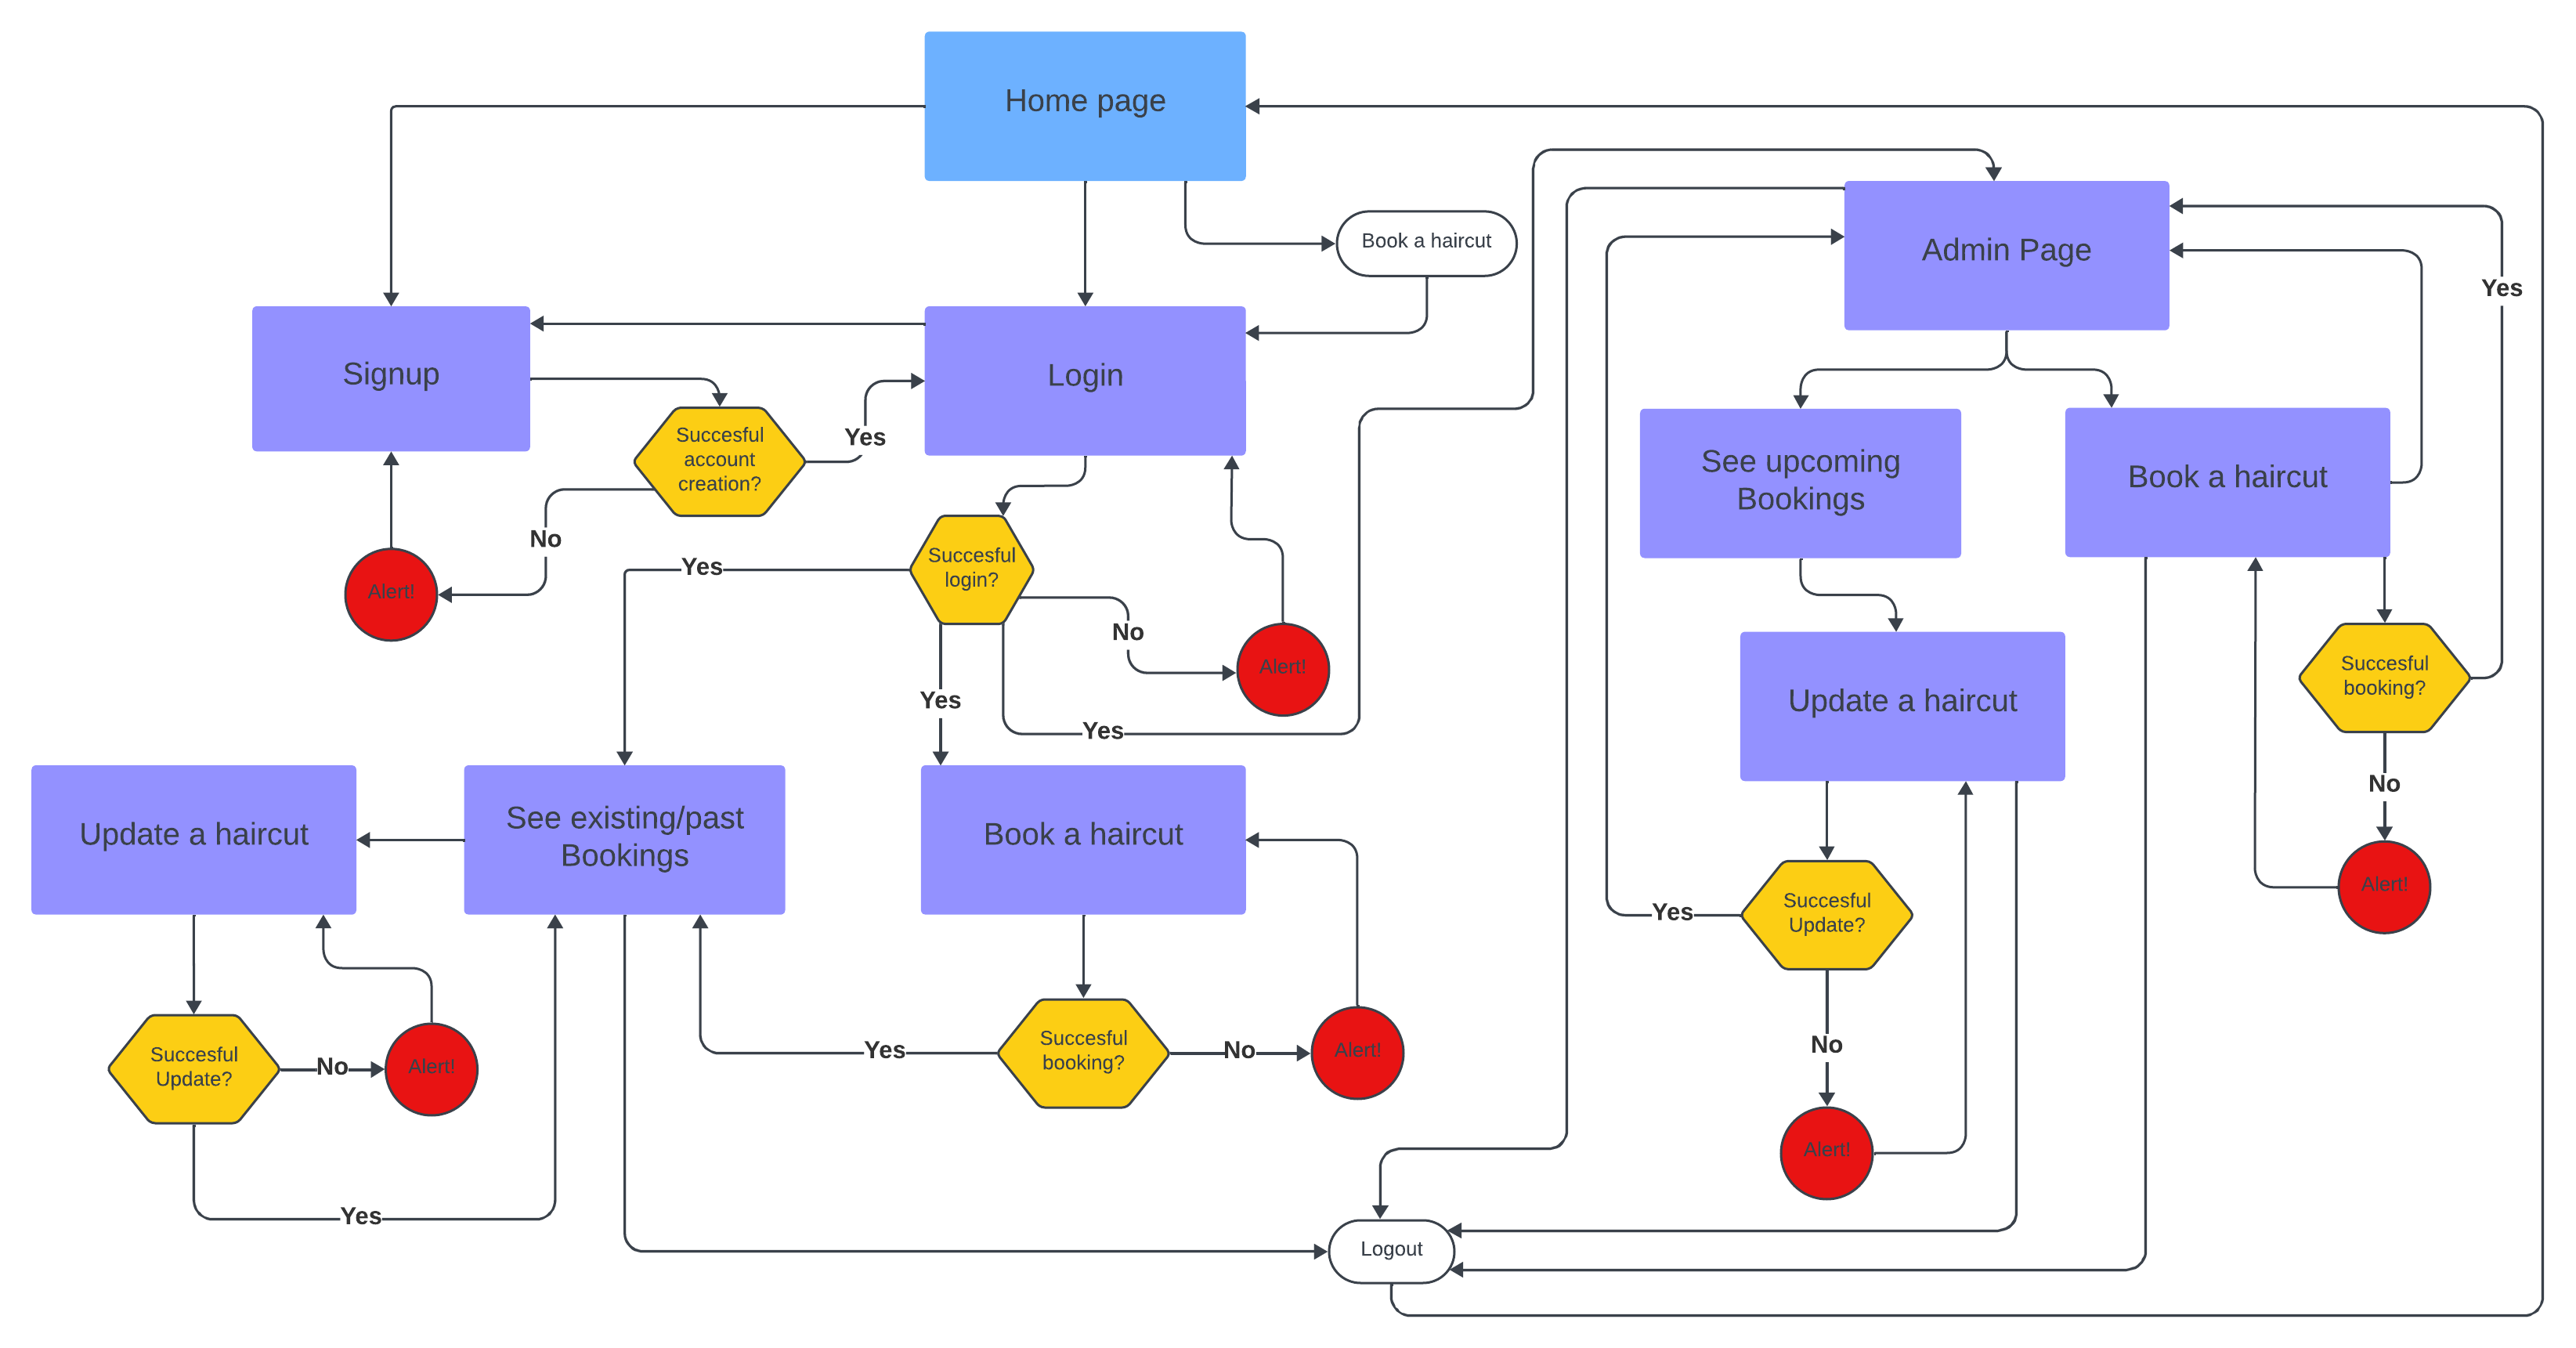 Home page
Book a haircut
Admin Page
Yes
Signup
Login
Succesful
account
creation?
Yes
No
Alert!
See upcoming
Bookings
Book a haircut
Succesful
login?
Yes
No
Alert!
Yes
Yes
Update a haircut
Succesful
booking?
No
Alert!
Update a haircut
See existing/past
Bookings
Book a haircut
Succesful
Update?
Yes
No
Alert!
Succesful
Update?
No
Alert!
Yes
Succesful
booking?
Yes
No
Alert!
Logout